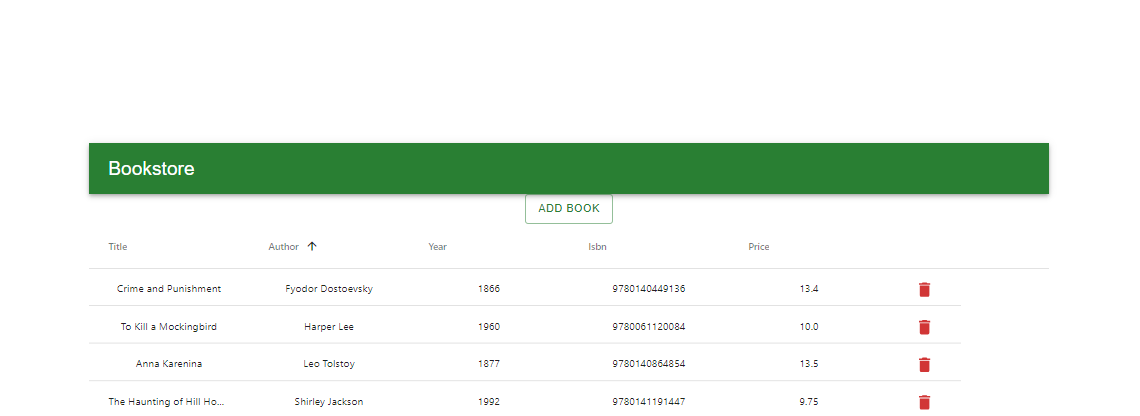 Bookstore
ADD BOOK
Title Author Year Isbn Price
Crime and Punishment Fyodor Dostoevsky 1866 9780140449136 13.4
To Kill a Mockingbird Harper Lee 1960 9780061120084 10.0
Anna Karenina Leo Tolstoy 1877 9780140864854 13.5
The Haunting of Hill Ho... Shirley Jackson 1992 9780141191447 9.75